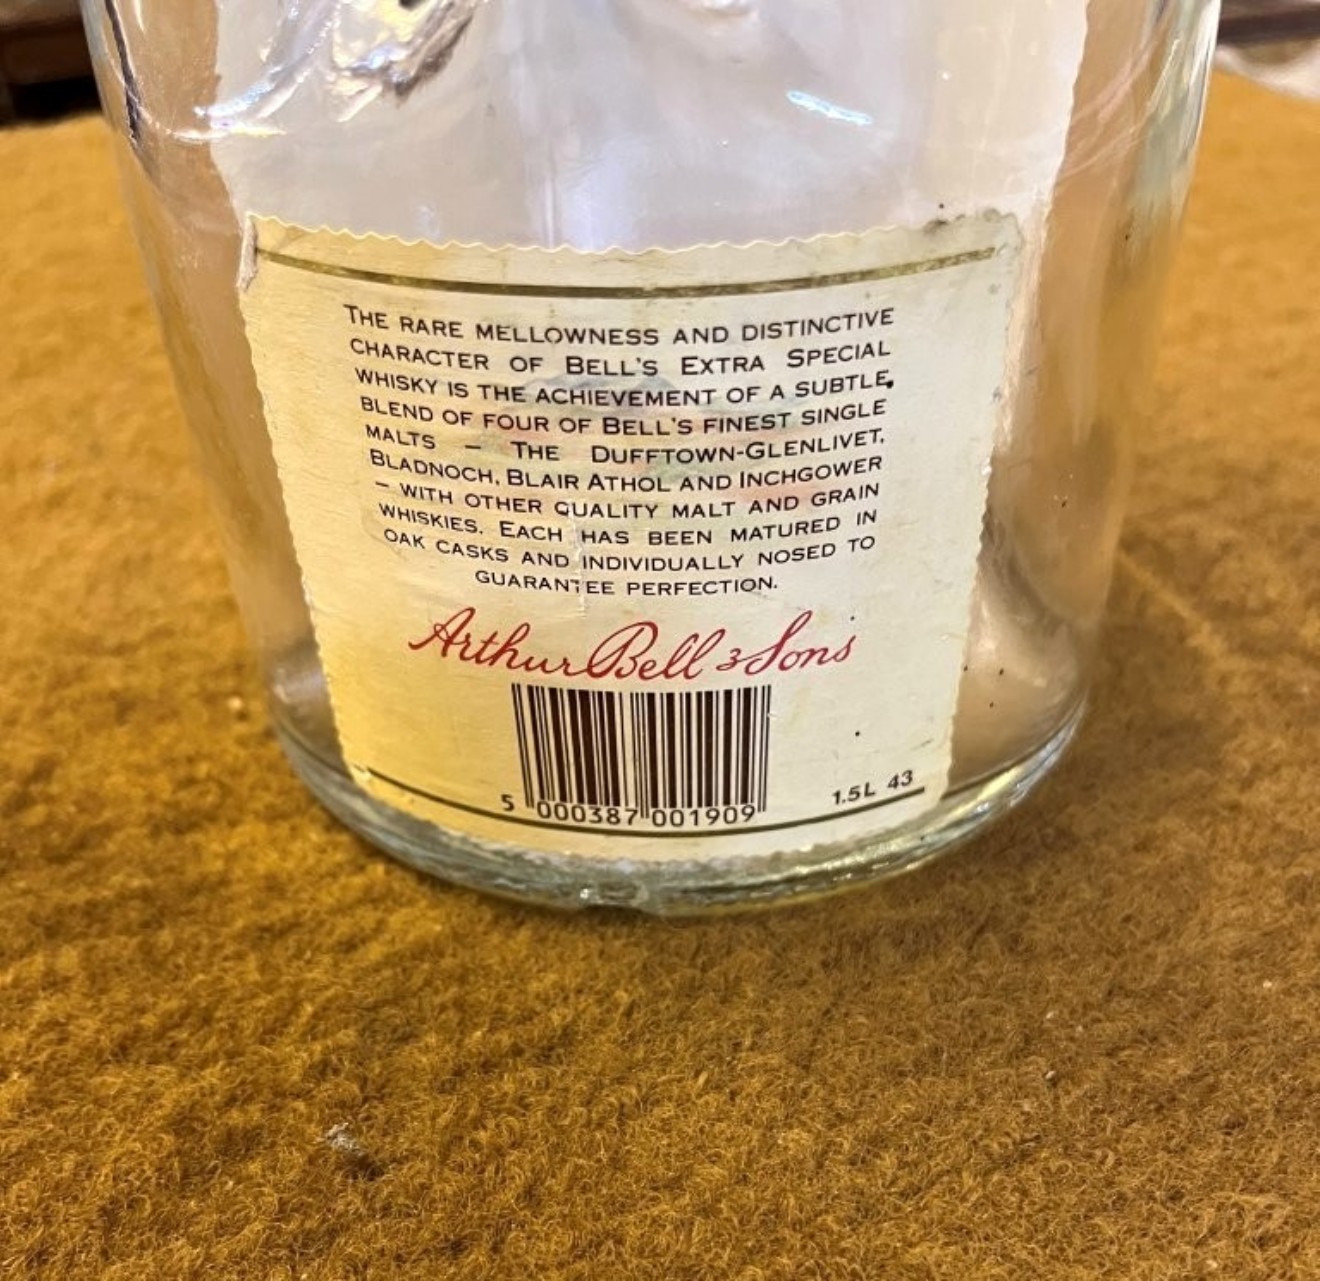 THE RARE MELLOWNESS AND DISTINCTIVE
CHARACTER OF BELL'S EXTRA SPECIAL
WHISKY IS THE ACHIEVEMENT OF A SUBTLE
BLEND OF FOUR OF BELL'S FINEST SINGLE
MALTS – THE DUFFTOWN-GLENLIVET,
BLADNOCH, BLAIR ATHOL AND INCHGOWER
– WITH OTHER QUALITY MALT AND GRAIN
WHISKIES. EACH HAS BEEN MATURED IN
OAK CASKS AND INDIVIDUALLY NOSED TO
GUARANTEE PERFECTION.
Arthur Bell & Sons
5 000387 001909
1.5L 43